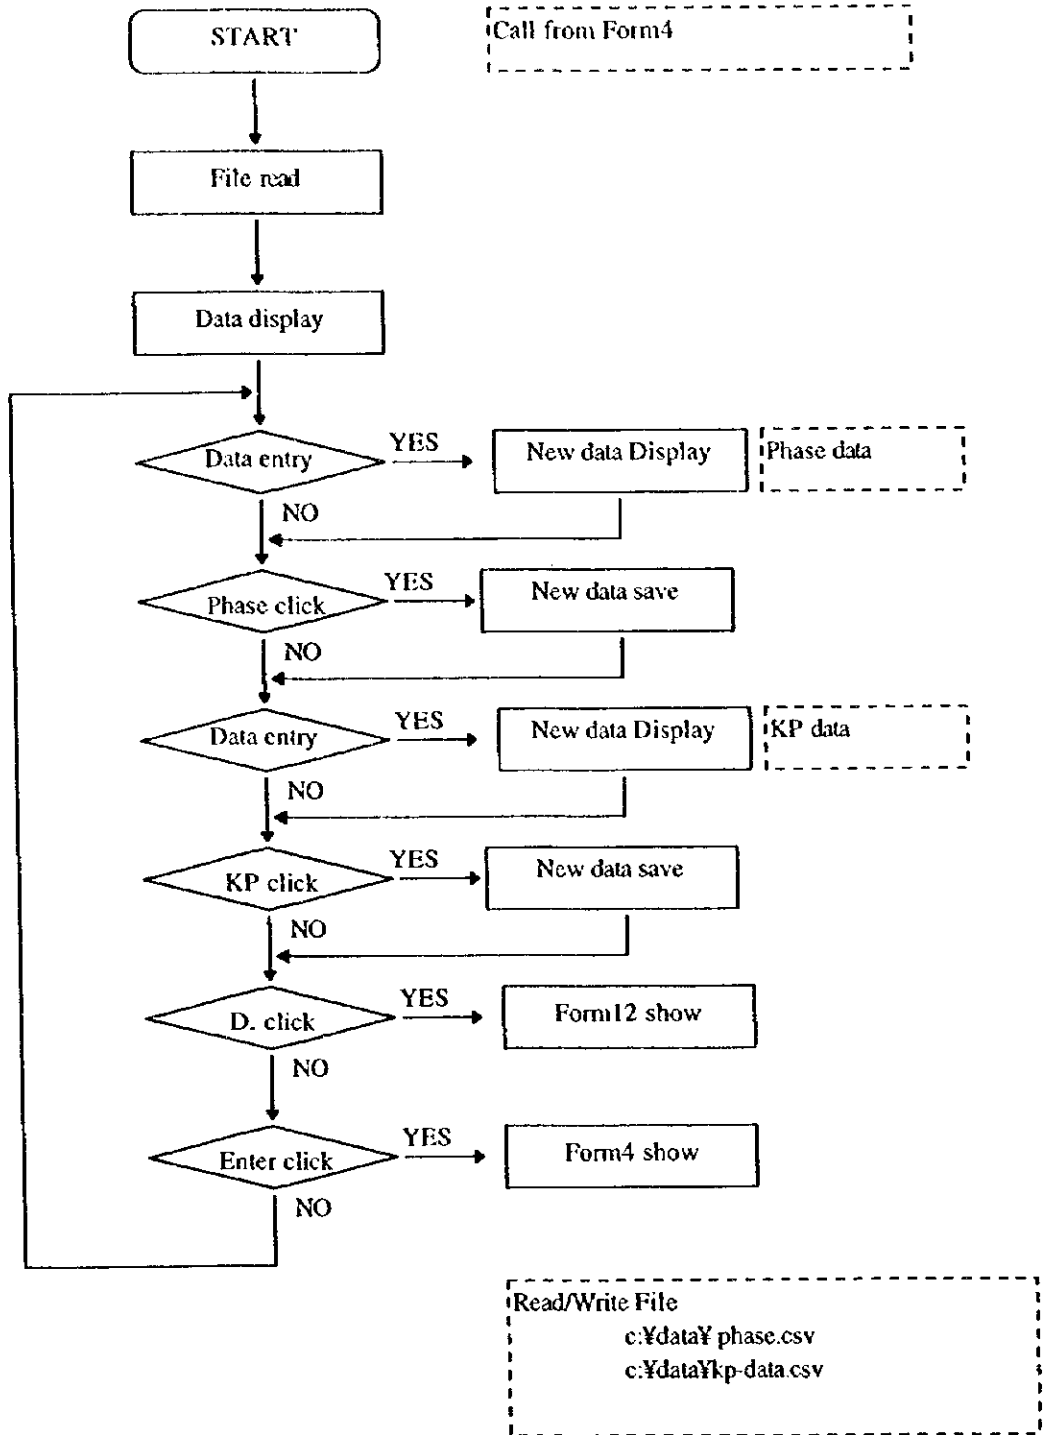 START
Call from Form4
File read
Data display
Data entry
YES
New data Display
Phase data
NO
Phase click
YES
New data save
NO
Data entry
YES
New data Display
KP data
NO
KP click
YES
New data save
NO
D. click
YES
Form12 show
NO
Enter click
YES
Form4 show
NO
Read/Write File
c:¥data¥ phase.csv
c:¥data¥kp-data.csv